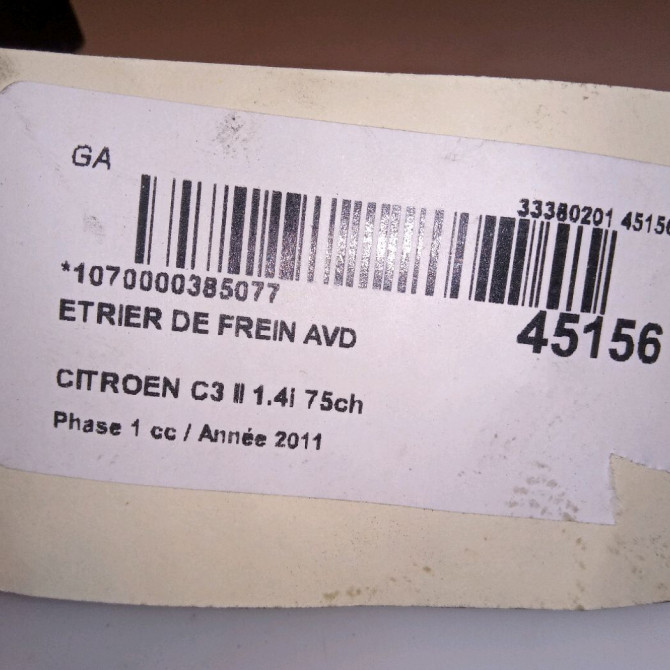 GA
33380201 45156
*1070000385077
ETRIER DE FREIN AVD
45156
CITROEN C3 II 1.4i 75ch
Phase 1 cc / Année 2011